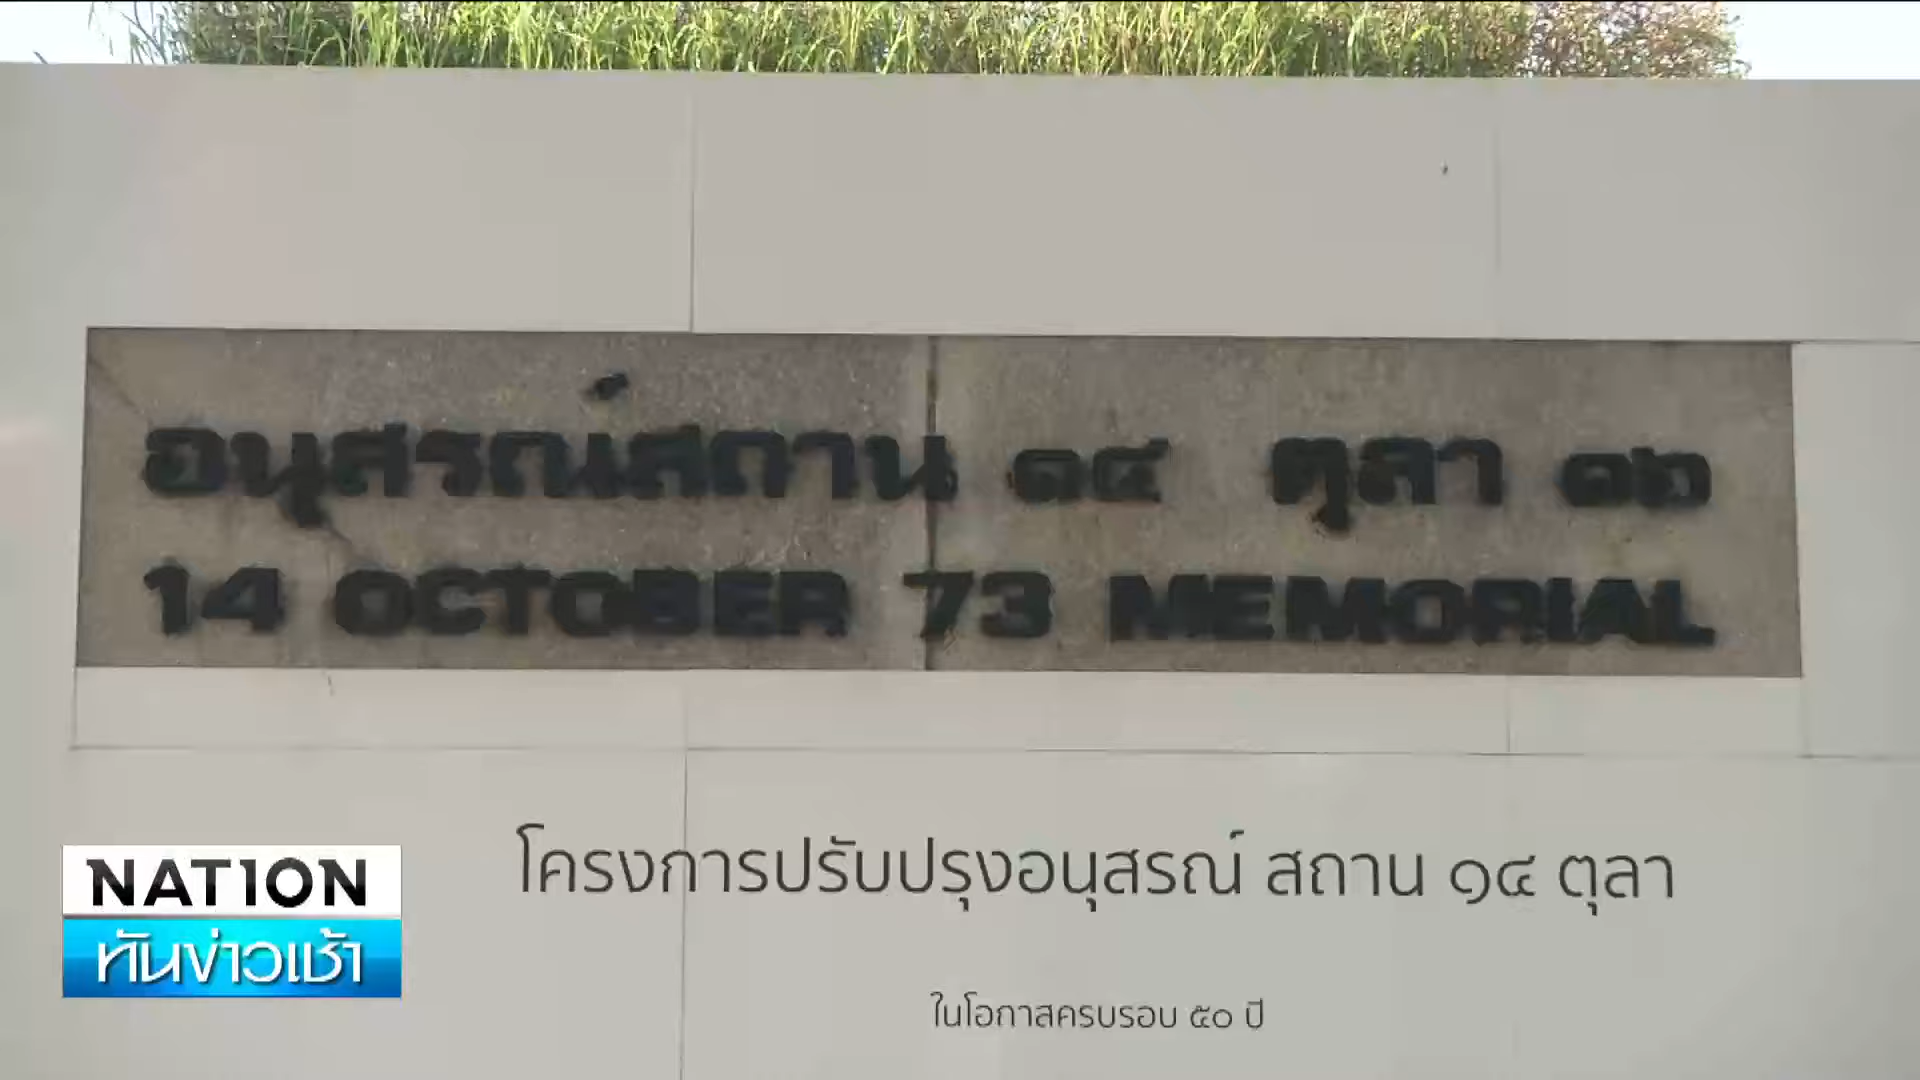 อนุสรณ์สถาน ๑๔ ตุลา ๑๖
14 OCTOBER 73 MEMORIAL
โครงการปรับปรุงอนุสรณ์ สถาน ๑๔ ตุลา
ในโอกาสครบรอบ ๕๐ ปี
NATION
ทันข่าวเช้า